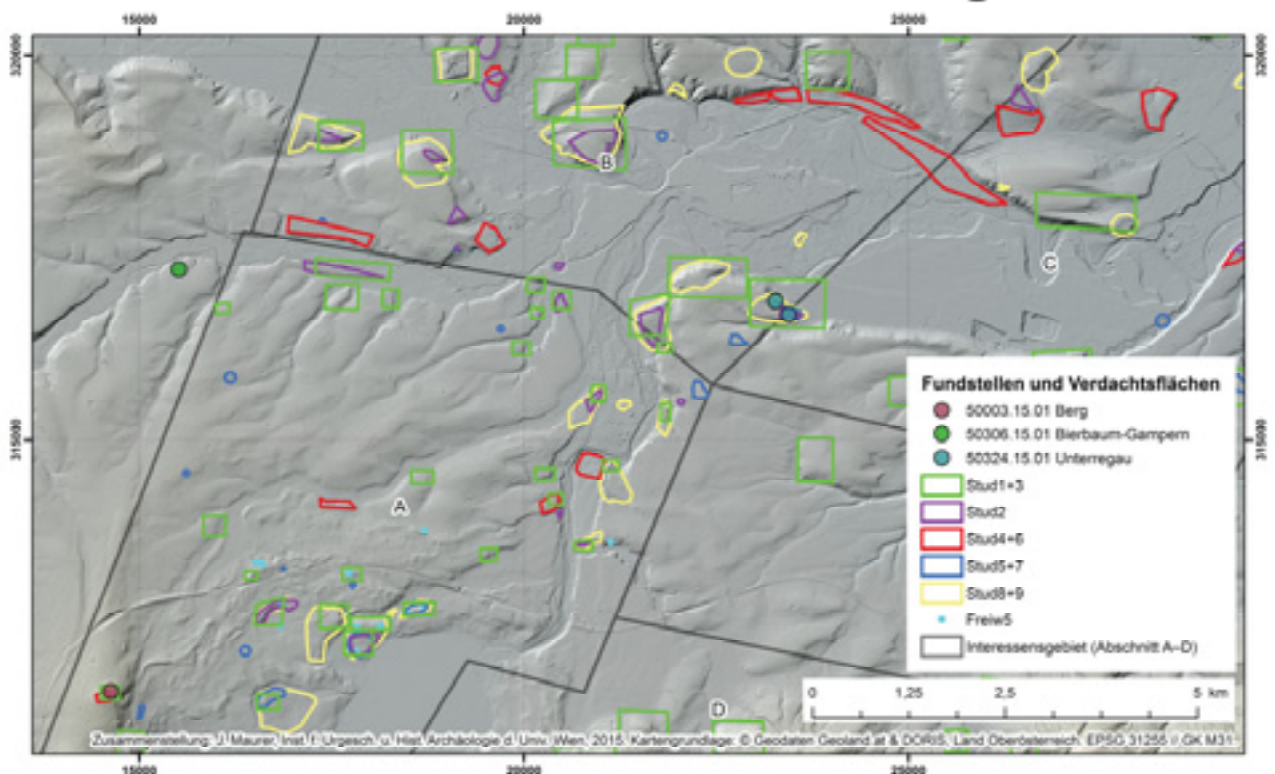 15000 20000 25000
320000 320000
B
C
Fundstellen und Verdachtsflächen
50003.15.01 Berg
50306.15.01 Bierbaum-Gampern
50324.15.01 Unterregau
Stud1+3
Stud2
Stud4+6
Stud5+7
Stud8+9
Freiw5
Interessensgebiet (Abschnitt A–D)
315000 315000
A
0 1,25 2,5 5 km
D
Zusammenstellung: J. Maurer, Inst. f. Urgesch. u. Hist. Archäologie d. Univ. Wien, 2015. Kartengrundlage: © Geodaten Geoland.at & DORIS, Land Oberösterreich, EPSG 31255 // GK M31.
15000 20000 25000